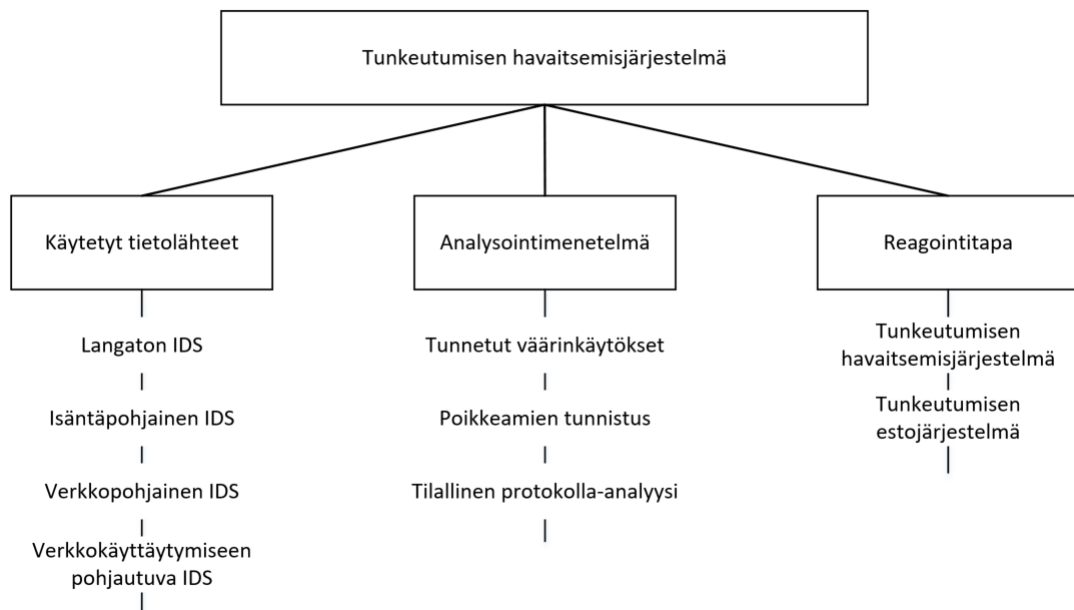 Tunkeutumisen havaitsemisjärjestelmä
Käytetyt tietolähteet
Langaton IDS
Isäntäpohjainen IDS
Verkkopohjainen IDS
Verkkokäyttäytymiseen
pohjautuva IDS
Analysointimenetelmä
Tunnetut väärinkäytökset
Poikkeamien tunnistus
Tilallinen protokolla-analyysi
Reagointitapa
Tunkeutumisen
havaitsemisjärjestelmä
Tunkeutumisen
estojärjestelmä